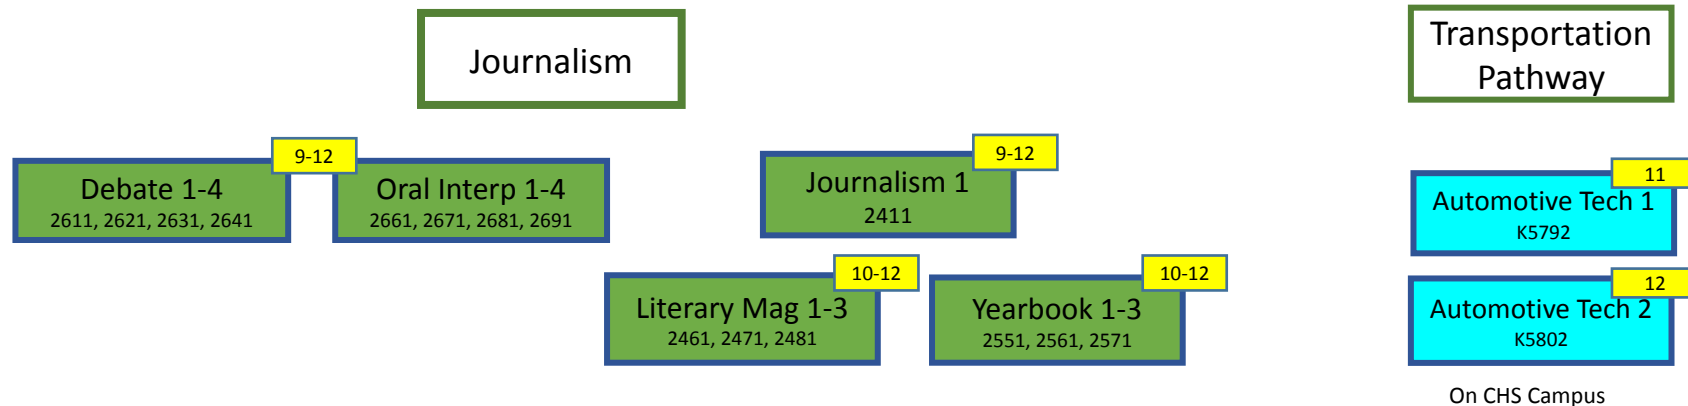 Journalism
Transportation
Pathway
9-12
Debate 1-4
2611, 2621, 2631, 2641
Oral Interp 1-4
2661, 2671, 2681, 2691
9-12
Journalism 1
2411
10-12
Literary Mag 1-3
2461, 2471, 2481
10-12
Yearbook 1-3
2551, 2561, 2571
11
Automotive Tech 1
K5792
12
Automotive Tech 2
K5802
On CHS Campus